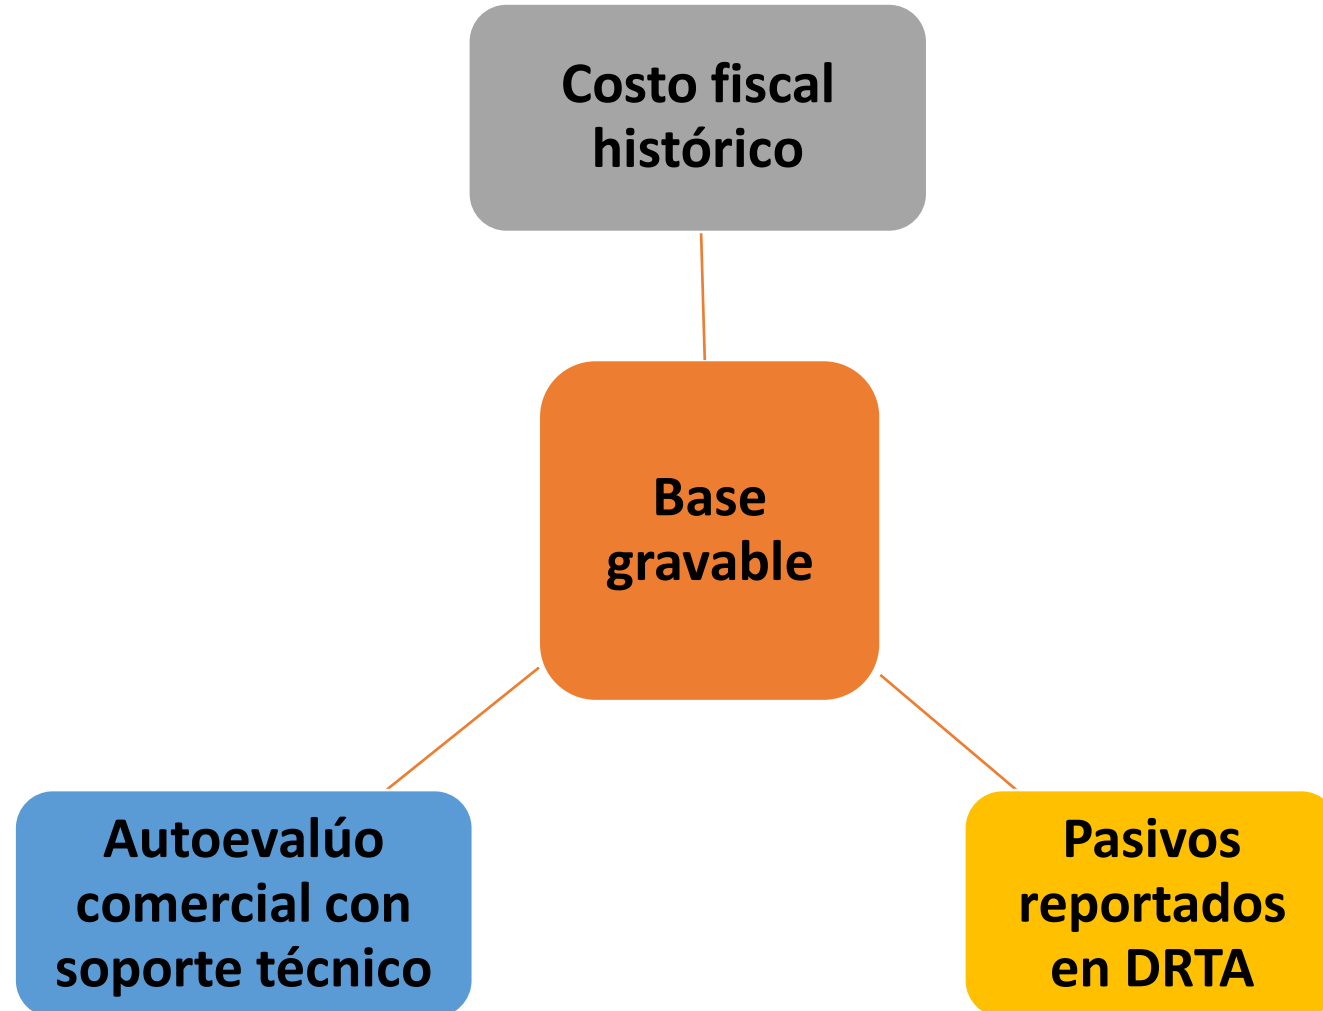 Costo fiscal
histórico
Base
gravable
Autoevalúo
comercial con
soporte técnico
Pasivos
reportados
en DRTA